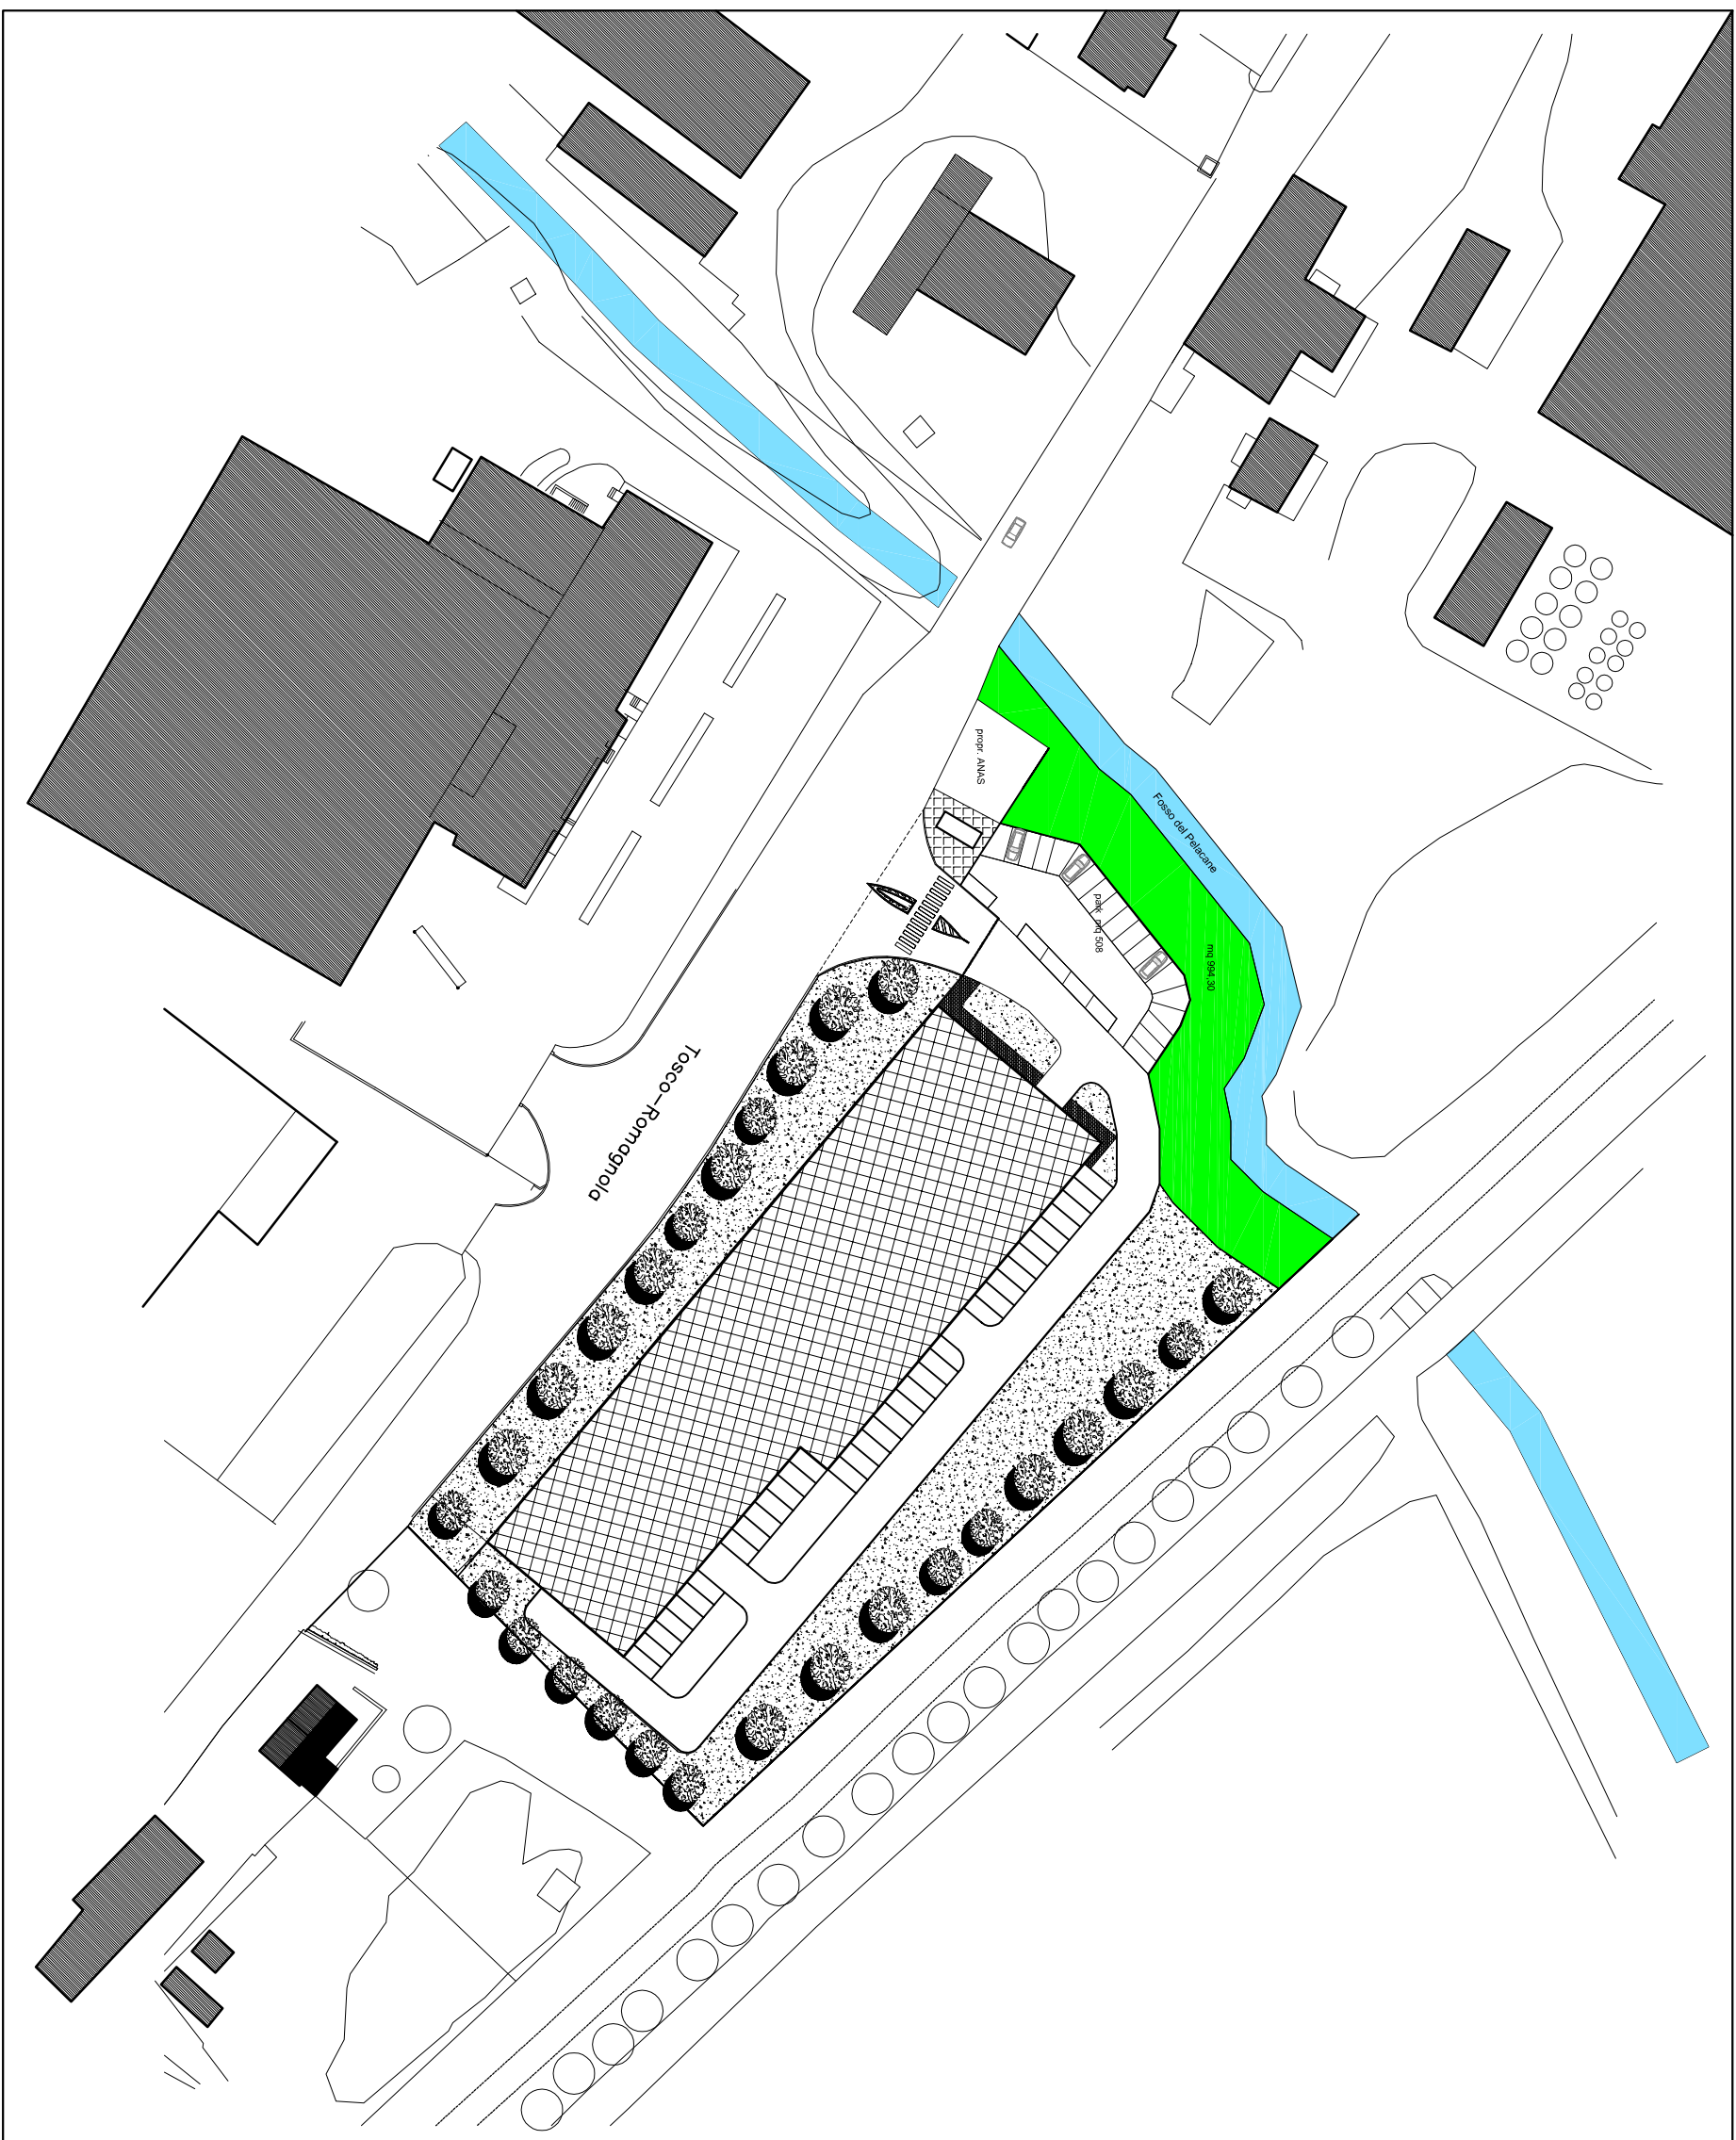 propr. ANAS
Fosso del Pelacane
park mq 508
mq 994,30
Tosco-Romagnola